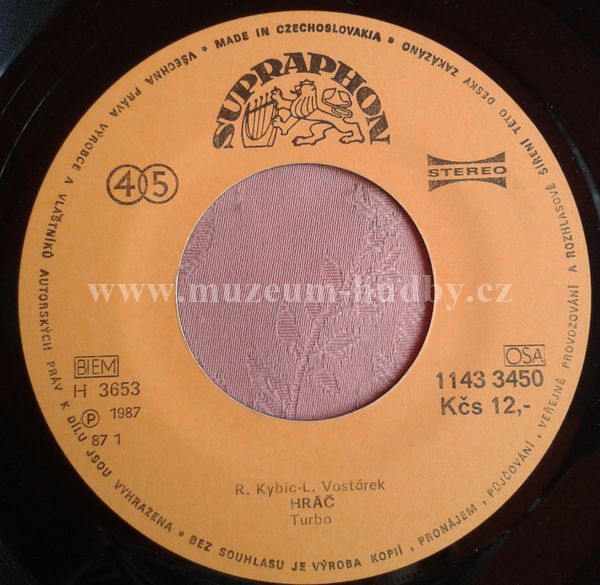 VŠECHNA PRÁVA VÝROBCE A VLASTNÍKŮ AUTORSKÝCH PRÁV K DÍLU JSOU VYHRAZENA • BEZ SOUHLASU JE VÝROBA KOPIÍ, PRONÁJEM, PŮJČOVÁNÍ, VEŘEJNÉ PROVOZOVÁNÍ A ROZHLASOVÉ ŠÍŘENÍ TÉTO DESKY ZAKÁZÁNO • MADE IN CZECHOSLOVAKIA •
SUPRAPHON
45
STEREO
www.muzeum-hudby.cz
BIEM
H 3653
Ⓟ 1987
87 1
OSA
1143 3450
Kčs 12,-
R. Kybic-L. Vostárek
HRÁČ
Turbo